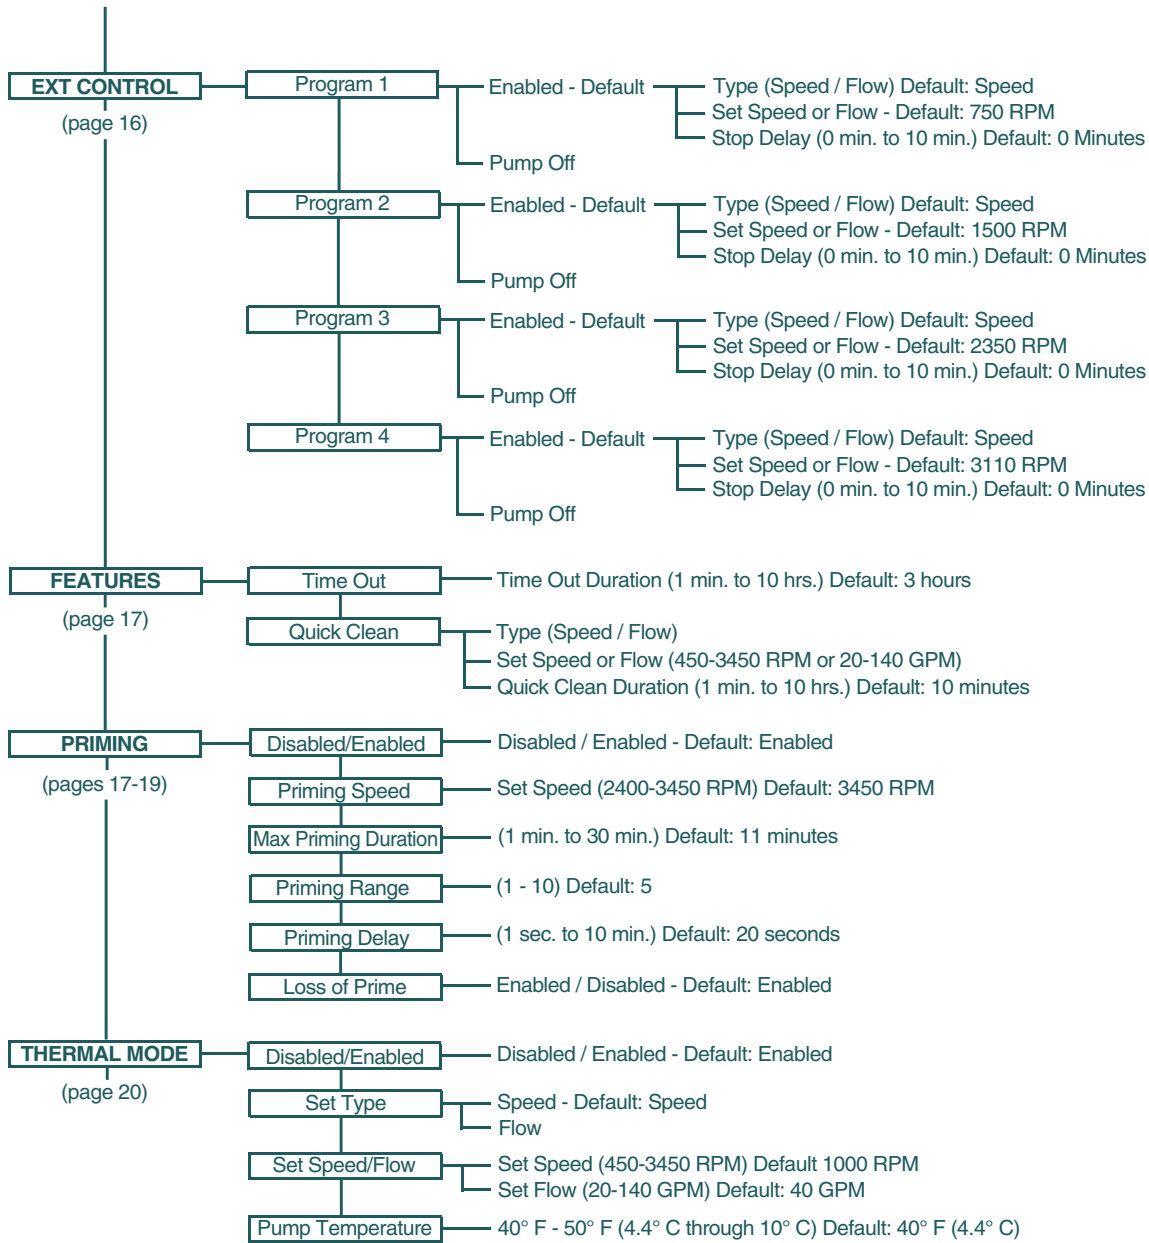 EXT CONTROL
(page 16)
Program 1
Enabled - Default
Type (Speed / Flow) Default: Speed
Set Speed or Flow - Default: 750 RPM
Stop Delay (0 min. to 10 min.) Default: 0 Minutes
Pump Off
Program 2
Enabled - Default
Type (Speed / Flow) Default: Speed
Set Speed or Flow - Default: 1500 RPM
Stop Delay (0 min. to 10 min.) Default: 0 Minutes
Pump Off
Program 3
Enabled - Default
Type (Speed / Flow) Default: Speed
Set Speed or Flow - Default: 2350 RPM
Stop Delay (0 min. to 10 min.) Default: 0 Minutes
Pump Off
Program 4
Enabled - Default
Type (Speed / Flow) Default: Speed
Set Speed or Flow - Default: 3110 RPM
Stop Delay (0 min. to 10 min.) Default: 0 Minutes
Pump Off
FEATURES
(page 17)
Time Out
Time Out Duration (1 min. to 10 hrs.) Default: 3 hours
Quick Clean
Type (Speed / Flow)
Set Speed or Flow (450-3450 RPM or 20-140 GPM)
Quick Clean Duration (1 min. to 10 hrs.) Default: 10 minutes
PRIMING
(pages 17-19)
Disabled/Enabled
Disabled / Enabled - Default: Enabled
Priming Speed
Set Speed (2400-3450 RPM) Default: 3450 RPM
Max Priming Duration
(1 min. to 30 min.) Default: 11 minutes
Priming Range
(1 - 10) Default: 5
Priming Delay
(1 sec. to 10 min.) Default: 20 seconds
Loss of Prime
Enabled / Disabled - Default: Enabled
THERMAL MODE
(page 20)
Disabled/Enabled
Disabled / Enabled - Default: Enabled
Set Type
Speed - Default: Speed
Flow
Set Speed/Flow
Set Speed (450-3450 RPM) Default 1000 RPM
Set Flow (20-140 GPM) Default: 40 GPM
Pump Temperature
40° F - 50° F (4.4° C through 10° C) Default: 40° F (4.4° C)